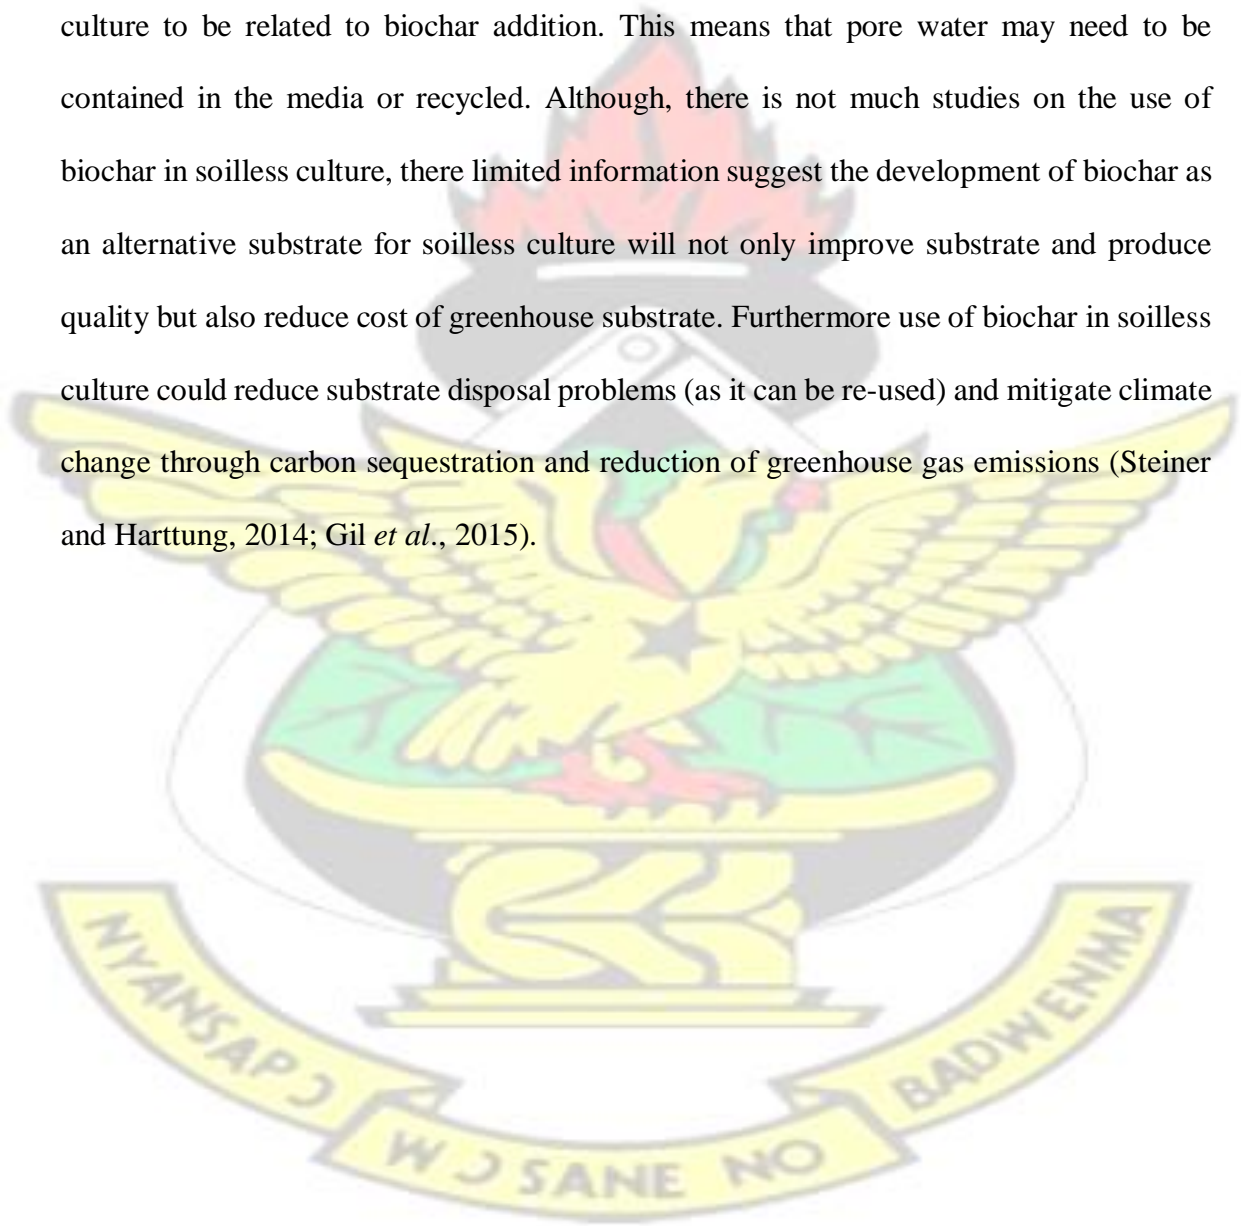 culture to be related to biochar addition. This means that pore water may need to be
contained in the media or recycled. Although, there is not much studies on the use of
biochar in soilless culture, there limited information suggest the development of biochar as
an alternative substrate for soilless culture will not only improve substrate and produce
quality but also reduce cost of greenhouse substrate. Furthermore use of biochar in soilless
culture could reduce substrate disposal problems (as it can be re-used) and mitigate climate
change through carbon sequestration and reduction of greenhouse gas emissions (Steiner
and Harttung, 2014; Gil et al., 2015).
NYANSAPƆ WƆSANE NO BADWENMA